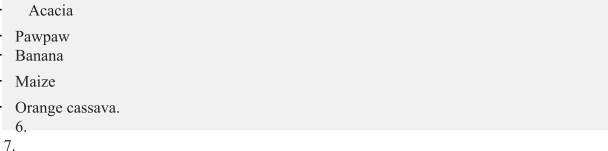 - Acacia
- Pawpaw
- Banana
- Maize
- Orange cassava.
6.
7.